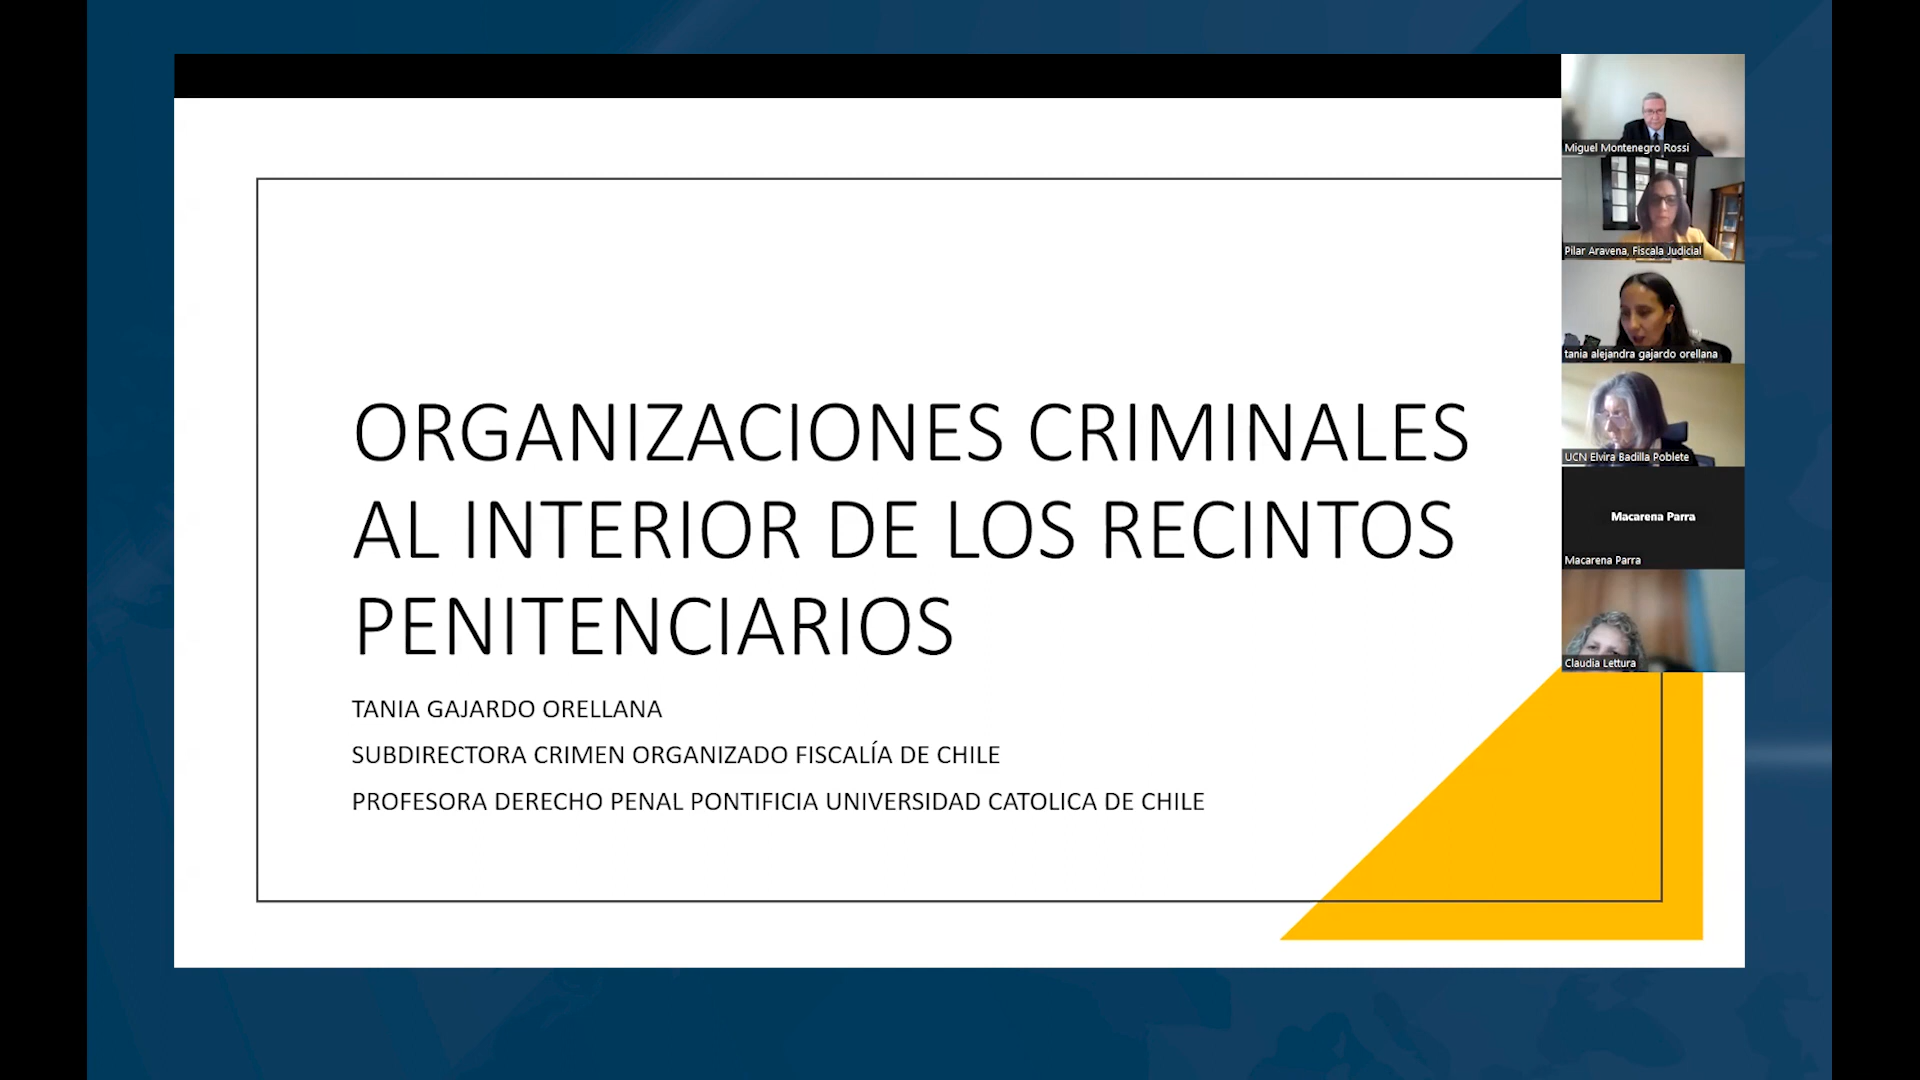 ORGANIZACIONES CRIMINALES
AL INTERIOR DE LOS RECINTOS
PENITENCIARIOS
TANIA GAJARDO ORELLANA
SUBDIRECTORA CRIMEN ORGANIZADO FISCALÍA DE CHILE
PROFESORA DERECHO PENAL PONTIFICIA UNIVERSIDAD CATOLICA DE CHILE
Miguel Montenegro Rossi
Pilar Aravena, Fiscala Judicial
tania alejandra gajardo orellana
UCN Elvira Badilla Poblete
Macarena Parra
Macarena Parra
Claudia Lettura